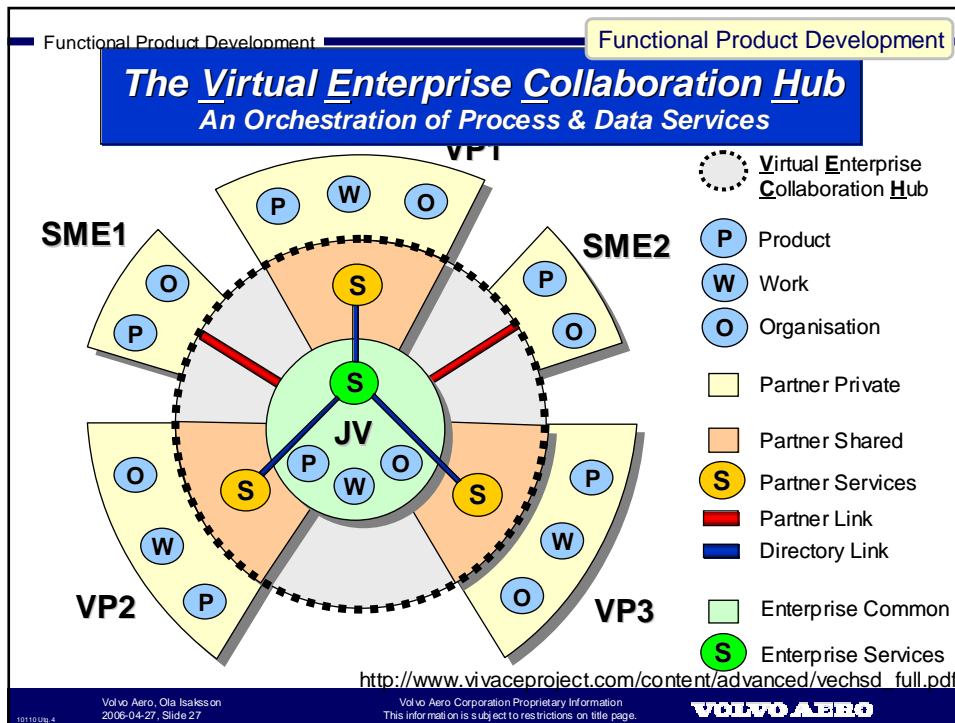 Functional Product Development
Functional Product Development
The Virtual Enterprise Collaboration Hub
An Orchestration of Process & Data Services
VP1
P
W
O
SME1
O
P
SME2
P
O
S
S
JV
P
W
O
S
S
O
W
P
VP2
P
W
O
VP3
Virtual Enterprise
Collaboration Hub
P Product
W Work
O Organisation
Partner Private
Partner Shared
S Partner Services
Partner Link
Directory Link
Enterprise Common
S Enterprise Services
http://www.vivaceproject.com/content/advanced/vechsd_full.pdf
10110 Utg.4
Volvo Aero, Ola Isaksson
2006-04-27, Slide 27
Volvo Aero Corporation Proprietary Information
This information is subject to restrictions on title page.
VOLVO AERO